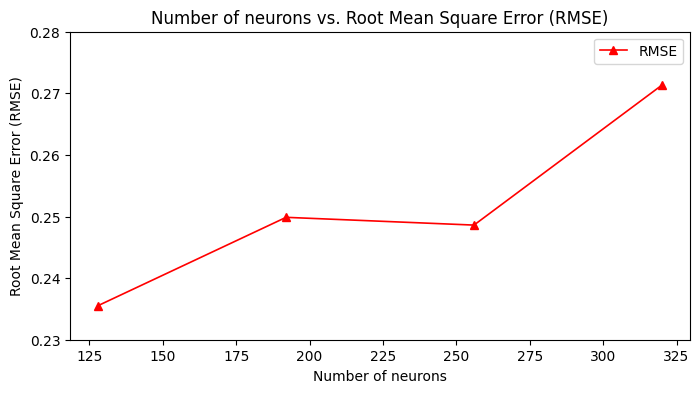 Number of neurons vs. Root Mean Square Error (RMSE)
RMSE
Root Mean Square Error (RMSE)
0.28
0.27
0.26
0.25
0.24
0.23
125 150 175 200 225 250 275 300 325
Number of neurons